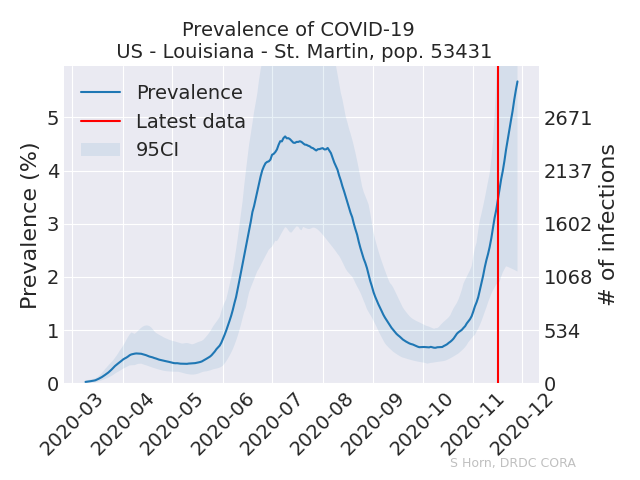 Prevalence of COVID-19
US - Louisiana - St. Martin, pop. 53431
Prevalence
Latest data
95CI
Prevalence (%)
5
4
3
2
1
0
2671
2137
1602
1068
534
0
# of infections
2020-03
2020-04
2020-05
2020-06
2020-07
2020-08
2020-09
2020-10
2020-11
2020-12
S Horn, DRDC CORA